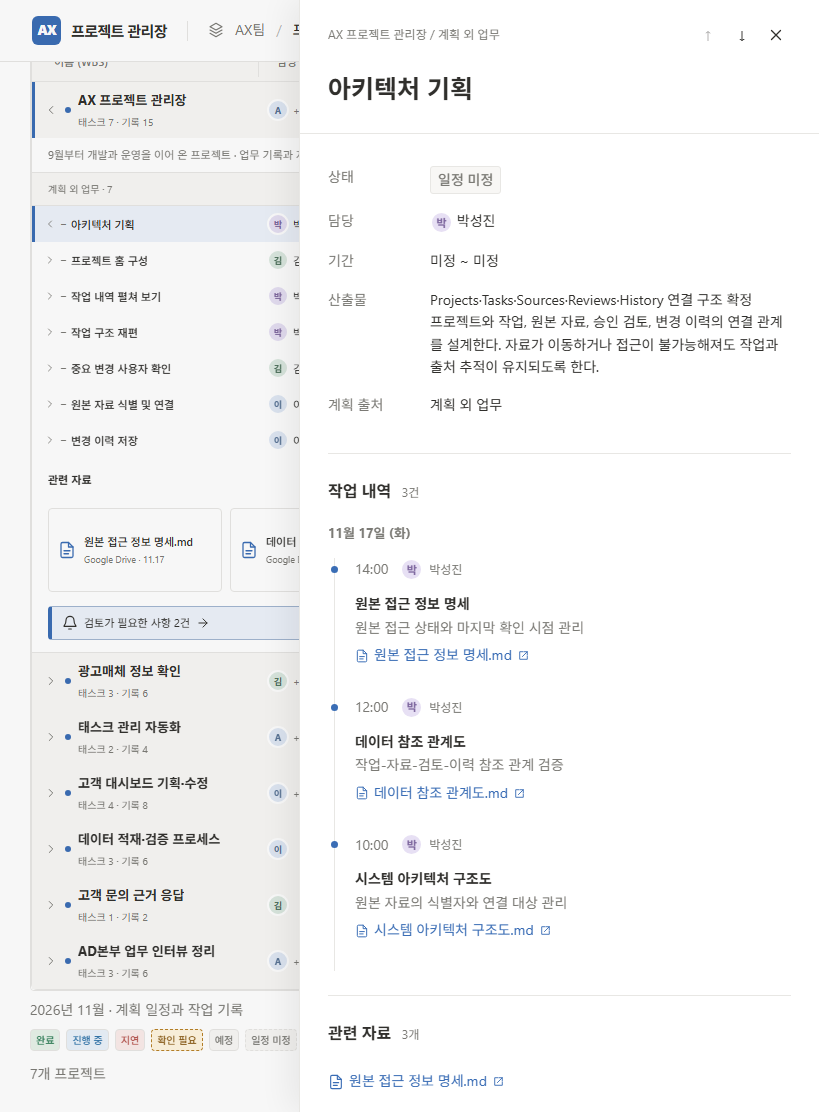 AX 프로젝트 관리장
AX팀 /
이름 (WBS)
AX 프로젝트 관리장
태스크 7 · 기록 15
A +
9월부터 개발과 운영을 이어 온 프로젝트 · 업무 기록과
계획 외 업무 · 7
– 아키텍처 기획
박
– 프로젝트 홈 구성
김
– 작업 내역 펼쳐 보기
박
– 작업 구조 재편
박
– 중요 변경 사용자 확인
김
– 원본 자료 식별 및 연결
이
– 변경 이력 저장
이
관련 자료
원본 접근 정보 명세.md
Google Drive · 11.17
데이터
Google
검토가 필요한 사항 2건 →
광고매체 정보 확인
태스크 3 · 기록 6
김 +
태스크 관리 자동화
태스크 2 · 기록 4
A +
고객 대시보드 기획·수정
태스크 4 · 기록 8
이 +
데이터 적재·검증 프로세스
태스크 3 · 기록 6
이
고객 문의 근거 응답
태스크 1 · 기록 2
김
AD본부 업무 인터뷰 정리
태스크 3 · 기록 6
A +
2026년 11월 · 계획 일정과 작업 기록
완료 진행 중 지연 확인 필요 예정 일정 미정
7개 프로젝트
AX 프로젝트 관리장 / 계획 외 업무
↑ ↓ ✕
아키텍처 기획
상태 일정 미정
담당 박 박성진
기간 미정 ~ 미정
산출물 Projects·Tasks·Sources·Reviews·History 연결 구조 확정
프로젝트와 작업, 원본 자료, 승인 검토, 변경 이력의 연결 관계
를 설계한다. 자료가 이동하거나 접근이 불가능해져도 작업과
출처 추적이 유지되도록 한다.
계획 출처 계획 외 업무
작업 내역 3건
11월 17일 (화)
14:00 박 박성진
원본 접근 정보 명세
원본 접근 상태와 마지막 확인 시점 관리
원본 접근 정보 명세.md
12:00 박 박성진
데이터 참조 관계도
작업-자료-검토-이력 참조 관계 검증
데이터 참조 관계도.md
10:00 박 박성진
시스템 아키텍처 구조도
원본 자료의 식별자와 연결 대상 관리
시스템 아키텍처 구조도.md
관련 자료 3개
원본 접근 정보 명세.md